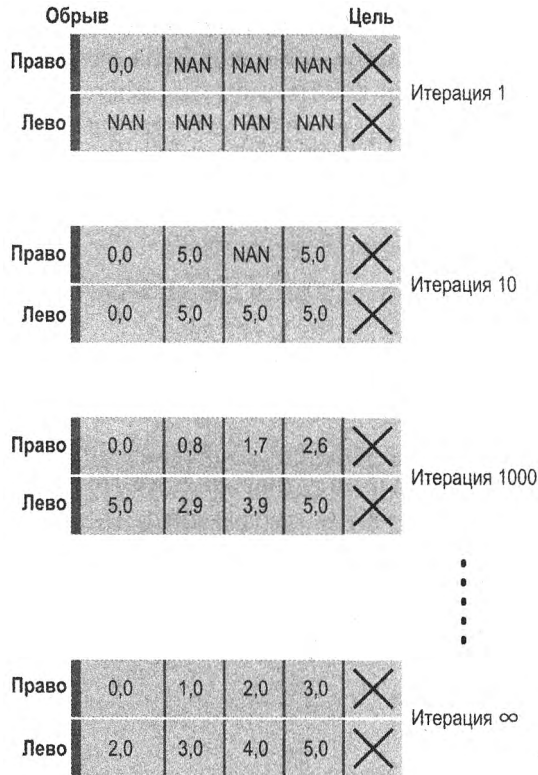 Обрыв Цель
Право 0,0 NAN NAN NAN
Итерация 1
Лево NAN NAN NAN NAN
Право 0,0 5,0 NAN 5,0
Итерация 10
Лево 0,0 5,0 5,0 5,0
Право 0,0 0,8 1,7 2,6
Итерация 1000
Лево 5,0 2,9 3,9 5,0
Право 0,0 1,0 2,0 3,0
Итерация ∞
Лево 2,0 3,0 4,0 5,0